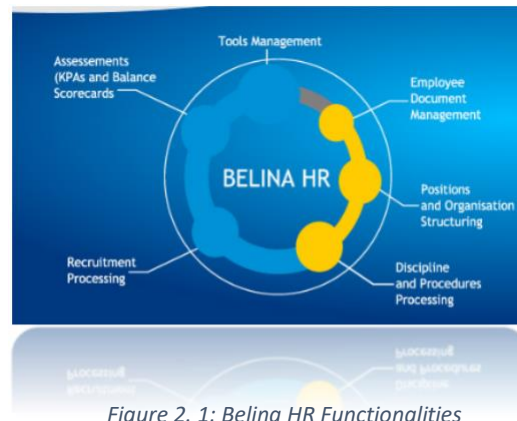 Tools Management
Assessements
(KPAs and Balance
Scorecards
Employee
Document
Management
BELINA HR
Positions
and Organisation
Structuring
Recruitment
Processing
Discipline
and Procedures
Processing
Figure 2. 1: Belina HR Functionalities